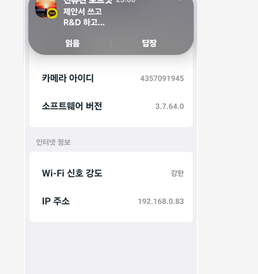 제안서 쓰고
R&D 하고...
읽음 답장
카메라 아이디 4357091945
소프트웨어 버전 3.7.64.0
인터넷 정보
Wi-Fi 신호 강도 강한
IP 주소 192.168.0.83